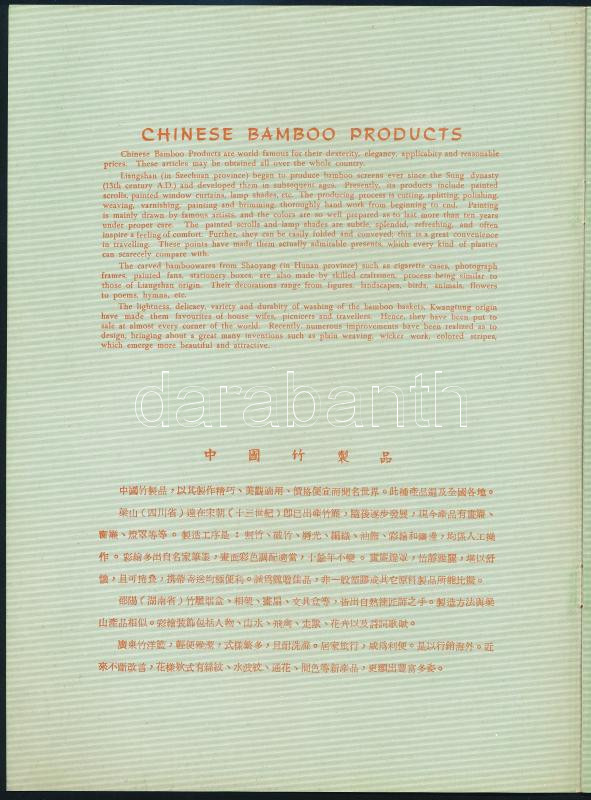 CHINESE BAMBOO PRODUCTS
Chinese Bamboo Products are world famous for their dexterity, elegancy, applicabity and reasonable
prices. These articles may be obtained all over the whole country.
Liangshan (in Szechuan province) began to produce bamboo screens ever since the Sung dynasty
(13th century A.D.) and developed them in subsequent ages. Presently, its products include painted
scrolls, painted window curtains, lamp shades, etc. The producing process is cutting, splitting, polishing,
weaving, varnishing, painting and brimming, thoroughly hand work from beginning to end. Painting
is mainly drawn by famous artists, and the colors are so well prepared as to last more than ten years
under proper care. The painted scrolls and lamp shades are subtle, splendid, refreshing, and often
inspire a feeling of comfort. Further, they can be easily folded and conveyed; this is a great convenience
in travelling. These points have made them actually admirable presents, which every kind of plastics
can scarecely compare with.
The carved bamboowares from Shaoyang (in Hunan province) such as cigarette cases, photograph
frames, painted fans, stationery boxes, are also made by skilled craftsmen, process being similar to
those of Liangshan origin. Their decorations range from figures, landscapes, birds, animals, flowers
to poems, hymns, etc.
The lightness, delicacy, variety and durabity of washing of the bamboo baskets, Kwangtung origin
have made them favourites of house wifes, picnicers and travellers. Hence, they have been put to
sale at almost every corner of the world. Recently, numerous improvements have been realized as to
design, bringing about a great many inventions such as plain weaving, wicker work, colored stripes,
which emerge more beautiful and attractive.
darabanth
中國竹製品
中國竹製品，以其製作精巧、美觀適用、價格便宜而聞名世界。此種產品遍及全國各地。
梁山（四川省）遠在宋朝（十三世紀）即已出產竹簾，隨後逐步發展，現今產品有畫簾、
窗簾、燈罩等等。製造工序是：割竹、破竹、磨光、編織、油飾、彩繪和鑲邊，均係人工操
作。彩繪多出自名家筆墨，畫面彩色調配適當，十餘年不變。畫簾燈罩，恬靜雅麗，堪以舒
懷，且可捲叠，携帶寄送均極便利。誠爲餽贈佳品，非一般塑膠或其它原料製品所能比擬。
邵陽（湖南省）竹雕烟盒、相架、畫扇、文具盒等，皆出自熟練匠師之手。製造方法與梁
山產品相似。彩繪裝飾包括人物、山水、飛禽、走獸、花卉以及詩詞歌賦。
廣東竹洋籃，輕便雅潔，式樣繁多，且耐洗滌。居家旅行，咸爲利便。是以行銷海外。近
來不斷改善，花樣欵式有絲紋、水波紋、通花、間色等新產品，更顯出豐富多姿。